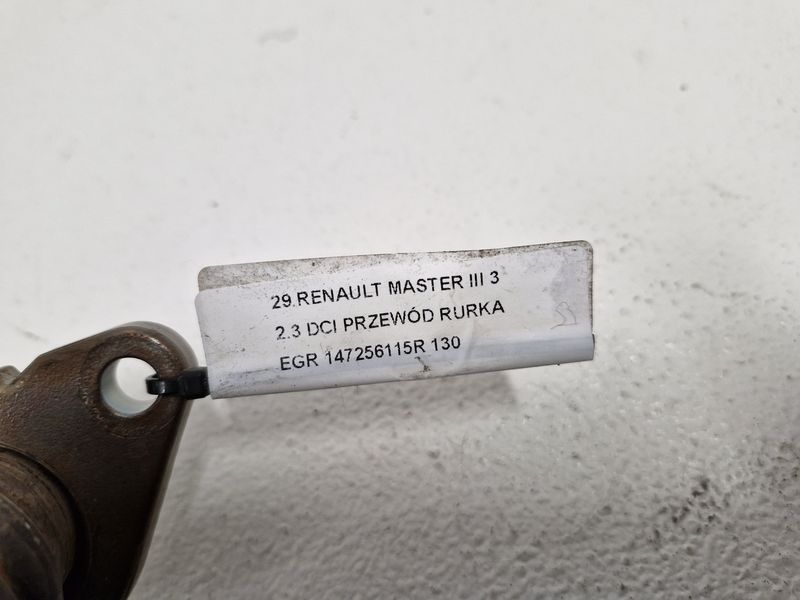 29.RENAULT MASTER III 3
2.3 DCI PRZEWÓD RURKA
EGR 147256115R 130